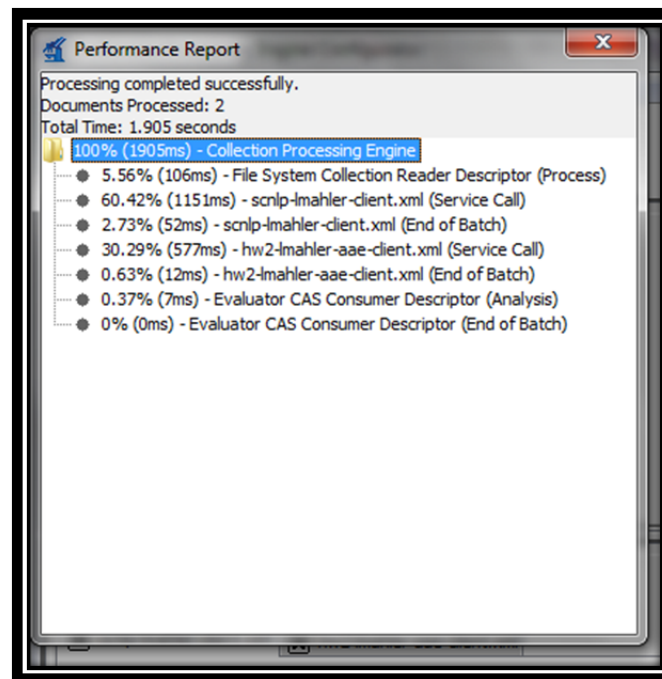 Performance Report
Processing completed successfully.
Documents Processed: 2
Total Time: 1.905 seconds
100% (1905ms) - Collection Processing Engine
5.56% (106ms) - File System Collection Reader Descriptor (Process)
60.42% (1151ms) - scnlp-lmahler-client.xml (Service Call)
2.73% (52ms) - scnlp-lmahler-client.xml (End of Batch)
30.29% (577ms) - hw2-lmahler-aae-client.xml (Service Call)
0.63% (12ms) - hw2-lmahler-aae-client.xml (End of Batch)
0.37% (7ms) - Evaluator CAS Consumer Descriptor (Analysis)
0% (0ms) - Evaluator CAS Consumer Descriptor (End of Batch)